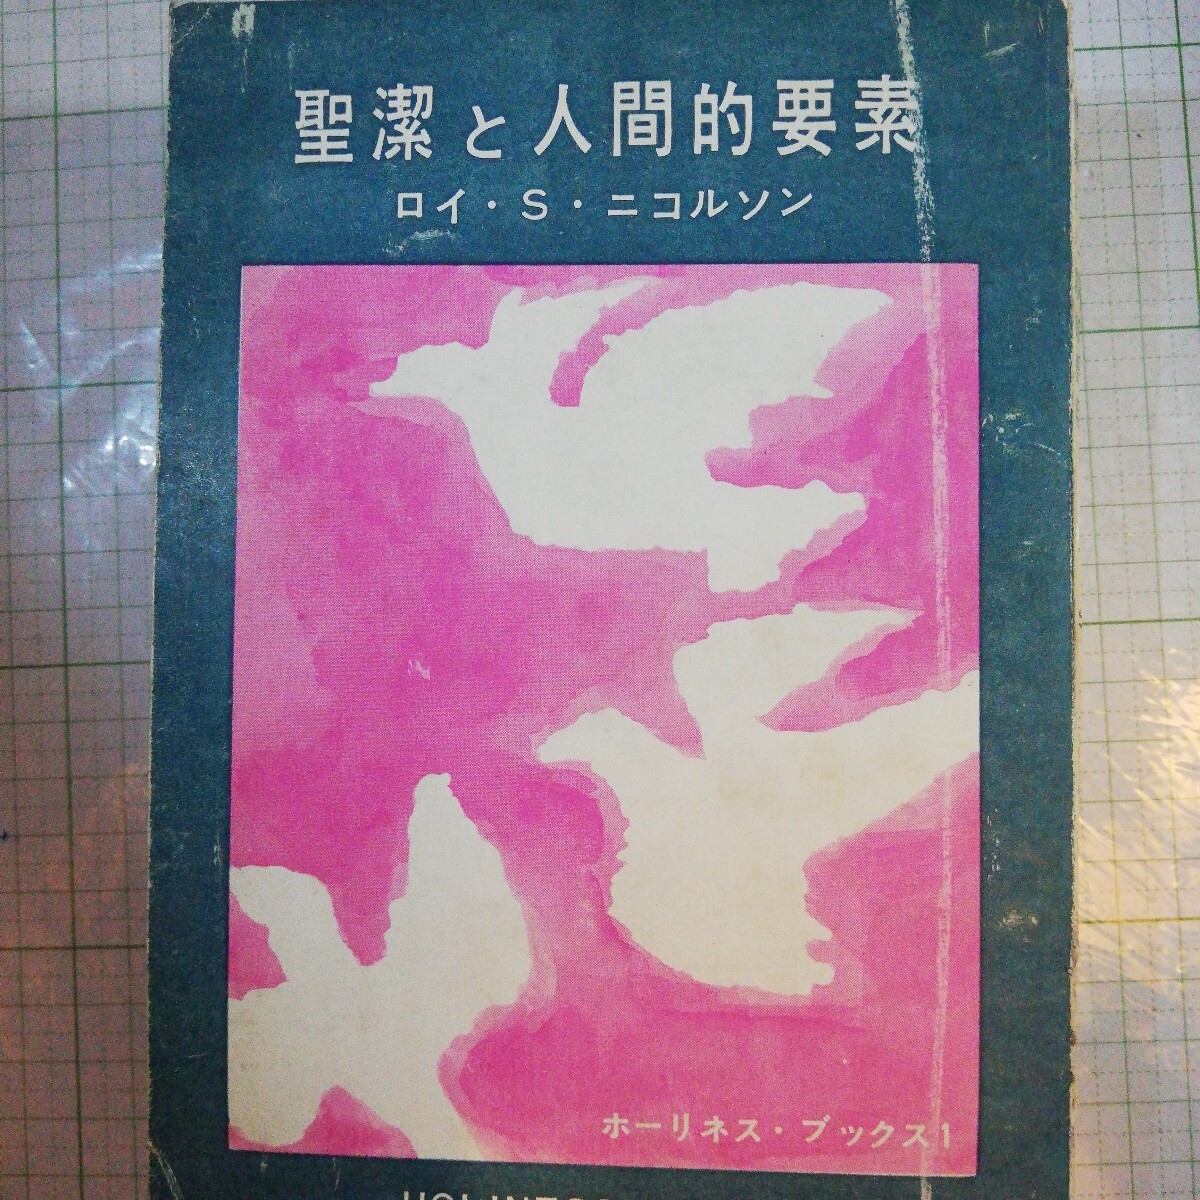 聖潔と人間的要素
ロイ・S・ニコルソン
ホーリネス・ブックス1